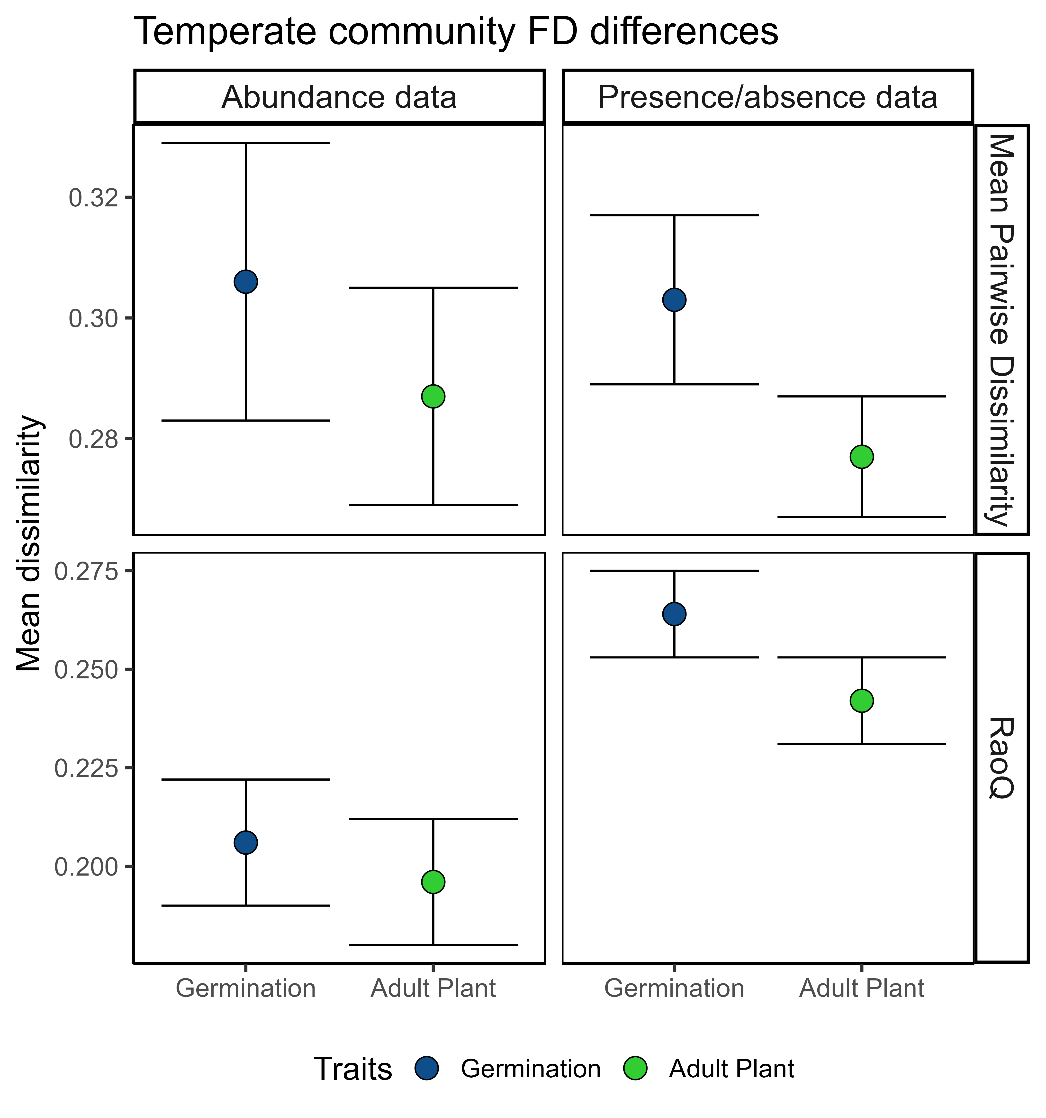 Temperate community FD differences
Abundance data
Presence/absence data
Mean dissimilarity
0.32
0.30
0.28
Mean Pairwise Dissimilarity
0.275
0.250
0.225
0.200
RaoQ
Germination
Adult Plant
Germination
Adult Plant
Traits Germination Adult Plant